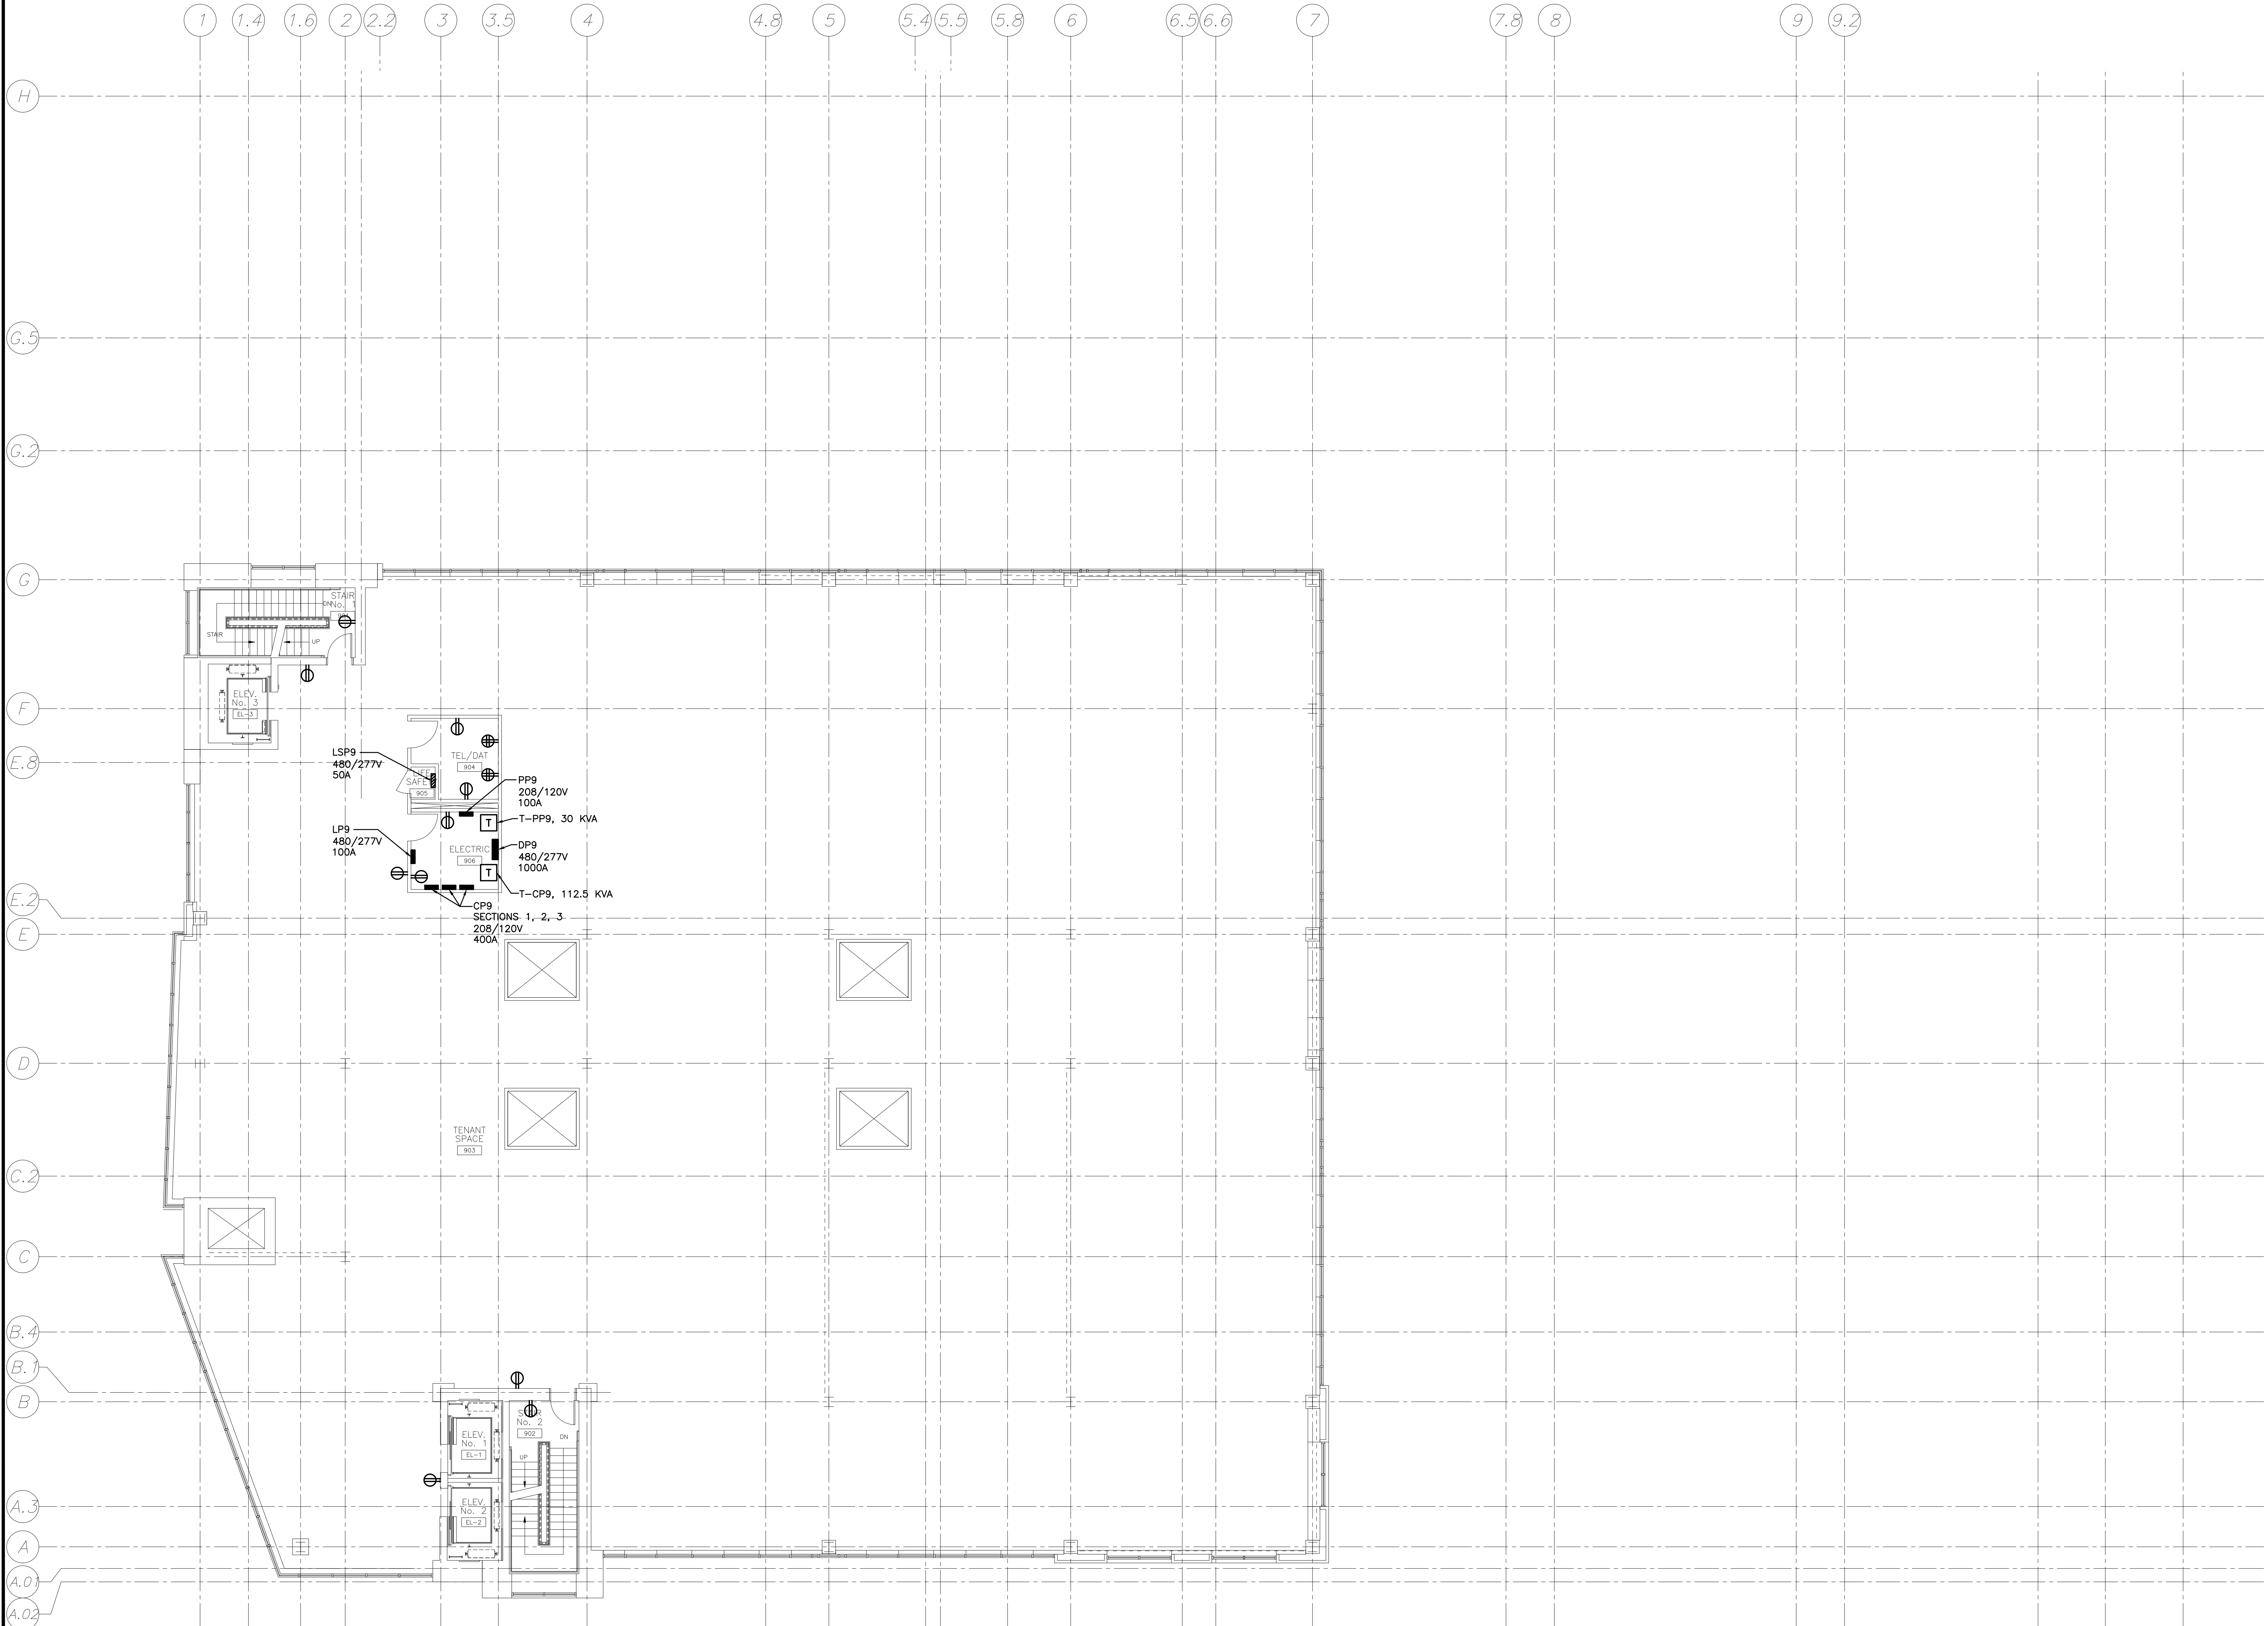 1 1.4 1.6 2 2.2 3 3.5 4 4.8 5 5.4 5.5 5.8 6 6.5 6.6 7 7.8 8 9 9.2
H
G.5
G.2
G
STAIR
No. 1
DN
STAIR
UP
F
ELEV.
No. 3
EL-3
E.8
LSP9
480/277V
50A
TEL/DAT
904
LIFE
905
PP9
208/120V
100A
T
T-PP9, 30 KVA
LP9
480/277V
100A
ELECTRIC
906
DP9
480/277V
1000A
T
T-CP9, 112.5 KVA
CP9
SECTIONS 1, 2, 3
208/120V
400A
E.2
E
D
TENANT
SPACE
903
C.2
C
B.4
B.1
B
No. 2
902
ELEV.
No. 1
EL-1
DN
UP
A.3
ELEV.
No. 2
EL-2
A
A.01
A.02